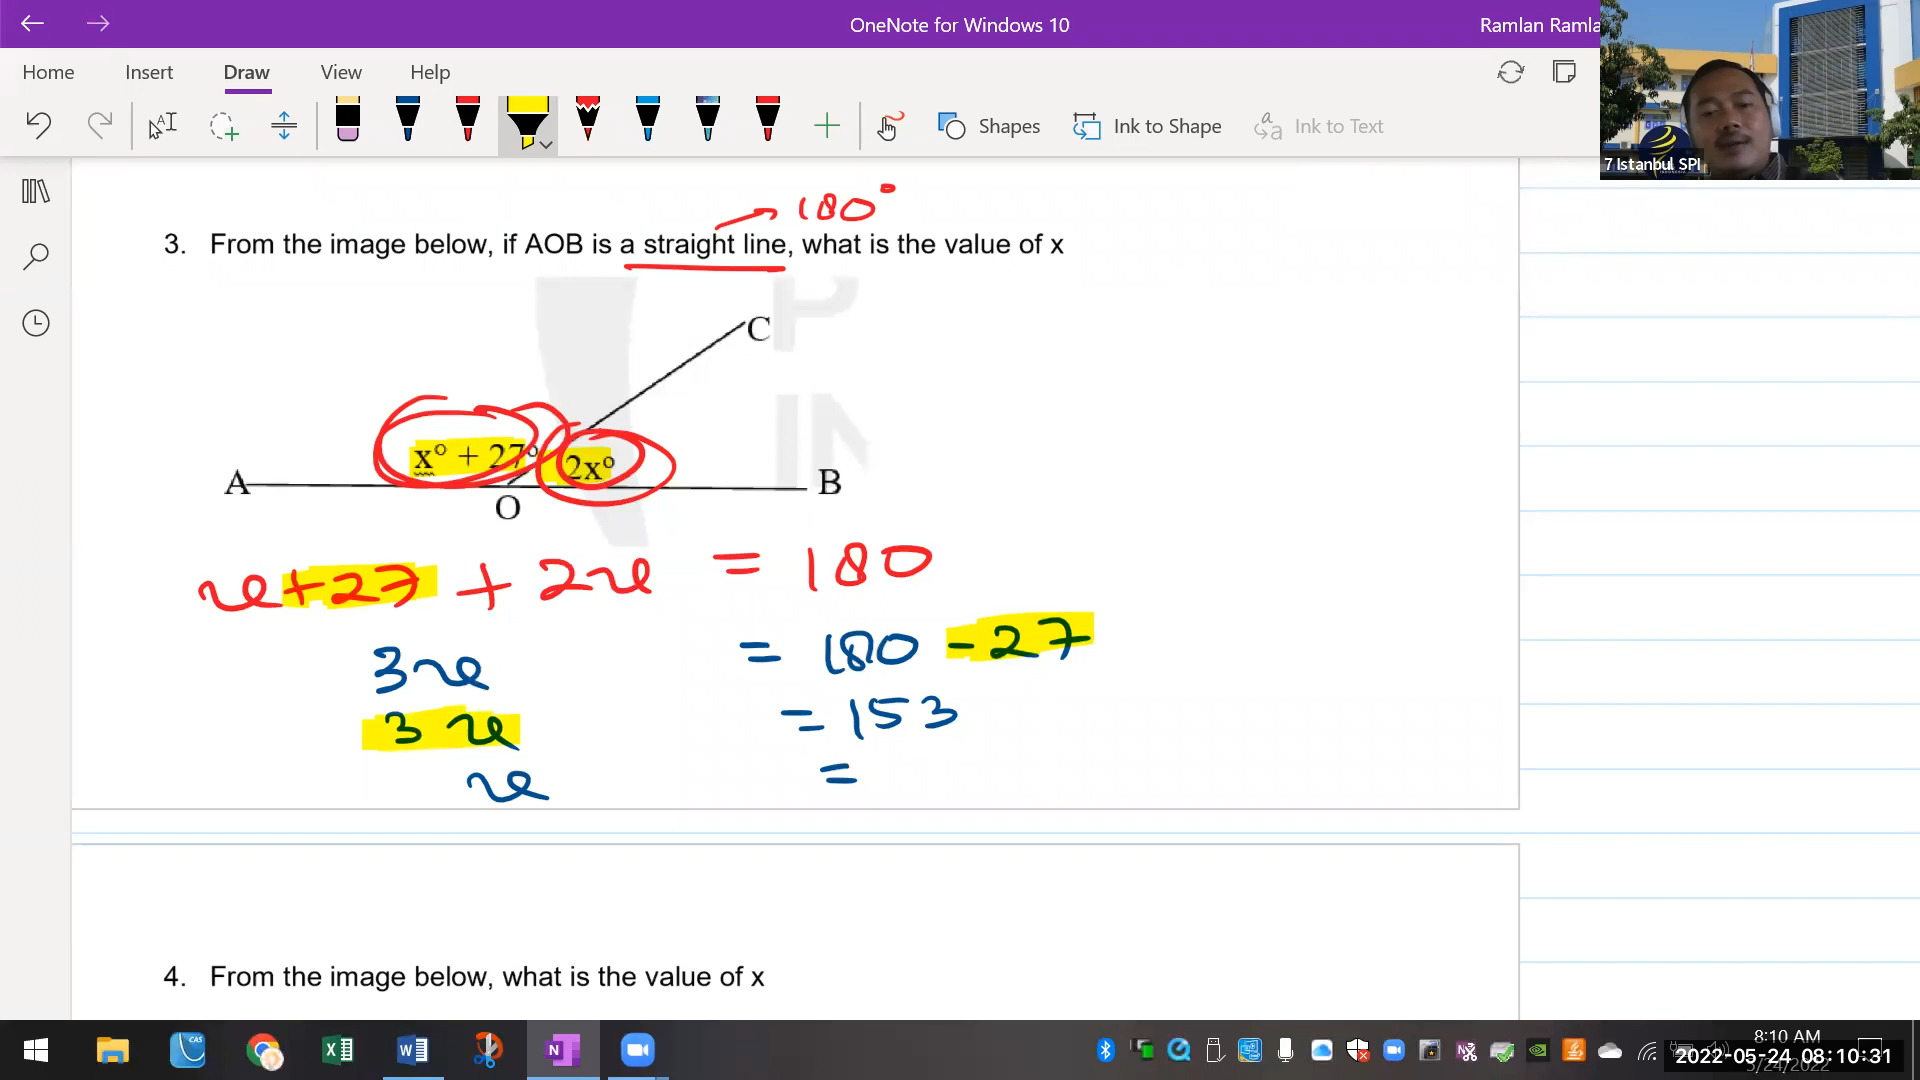 OneNote for Windows 10
Ramlan Ramla
Home Insert Draw View Help
Shapes Ink to Shape Ink to Text
7 Istanbul SPI
180°
3. From the image below, if AOB is a straight line, what is the value of x
C
x° + 27° 2x°
A B
O
x+27 + 2x = 180
3x = 180 -27
3x = 153
x =
4. From the image below, what is the value of x
8:10 AM
2022-05-24 08:10:31
5/24/2022